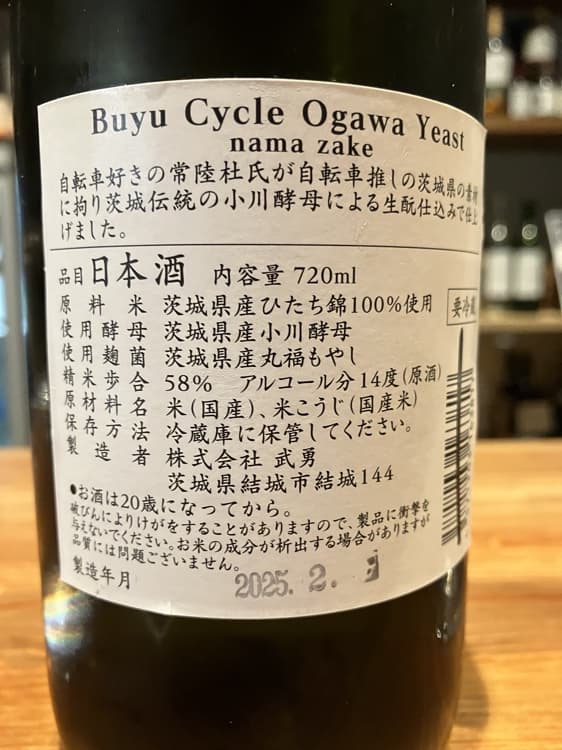 Buyu Cycle Ogawa Yeast
nama zake
自転車好きの常陸杜氏が自転車推しの茨城県の素材
に拘り茨城伝統の小川酵母による生酛仕込みで仕上
げました。
品目 日本酒 内容量 720ml
原料米 茨城県産ひたち錦100%使用
要冷蔵
使用酵母 茨城県産小川酵母
使用麹菌 茨城県産丸福もやし
精米歩合 58% アルコール分14度(原酒)
原材料名 米(国産)、米こうじ(国産米)
保存方法 冷蔵庫に保管してください。
製造者 株式会社 武勇
茨城県結城市結城144
●お酒は20歳になってから。
破びんによりけがをすることがありますので、製品に衝撃を
与えないでください。お米の成分が析出する場合がありますが
品質には問題ございません。
製造年月 2025. 2.